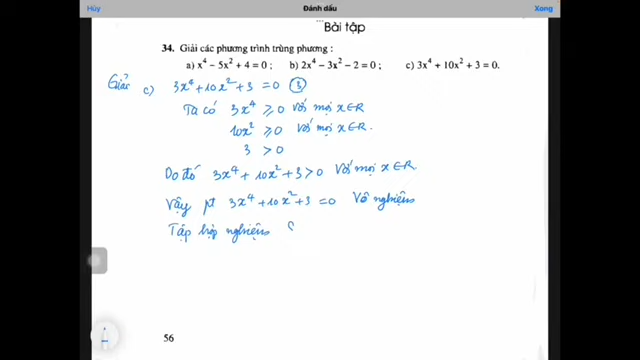 Hủy
Đánh dấu
Xong
Bài tập
34. Giải các phương trình trùng phương :
a) x⁴ – 5x² + 4 = 0 ; b) 2x⁴ – 3x² – 2 = 0 ; c) 3x⁴ + 10x² + 3 = 0.
Giải c) 3x⁴ + 10x² + 3 = 0 ③
Ta có 3x⁴ ⩾ 0 với mọi x∈R
10x² ⩾ 0 với mọi x∈R.
3 > 0
Do đó 3x⁴ + 10x² + 3 > 0 với mọi x∈R
Vậy pt 3x⁴ + 10x² + 3 = 0 Vô nghiệm
Tập hợp nghiệm
56